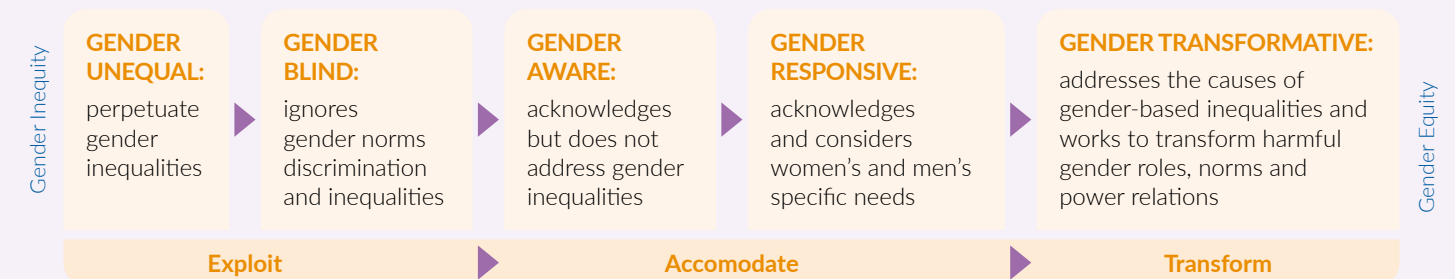 Gender Inequity
GENDER
UNEQUAL:
perpetuate
gender
inequalities
GENDER
BLIND:
ignores
gender norms
discrimination
and inequalities
GENDER
AWARE:
acknowledges
but does not
address gender
inequalities
GENDER
RESPONSIVE:
acknowledges
and considers
women’s and men’s
specific needs
GENDER TRANSFORMATIVE:
addresses the causes of
gender-based inequalities and
works to transform harmful
gender roles, norms and
power relations
Gender Equity
Exploit
Accomodate
Transform